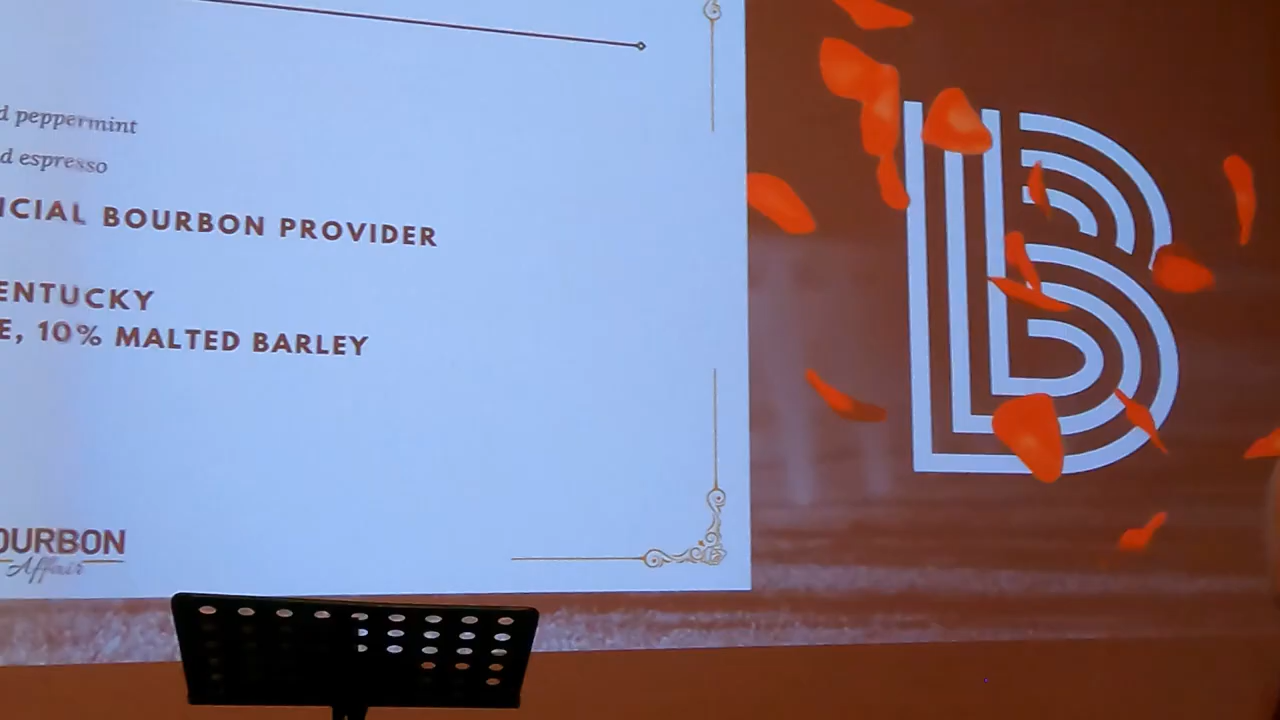 d peppermint
d espresso
ICIAL BOURBON PROVIDER
ENTUCKY
E, 10% MALTED BARLEY
OURBON
Affair
B